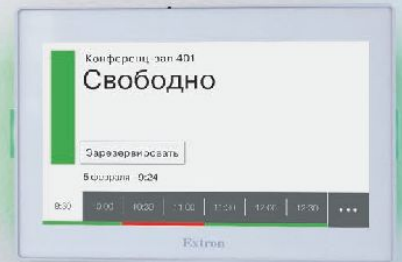 Конференц-зал 401
Свободно
Зарезервировать
5 февраля 9:24
8:30 10:00 10:30 11:00 11:30 12:00 12:30 •••
Extron